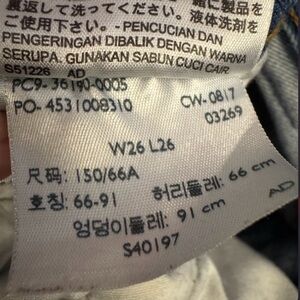 裏返して洗ってください。液体洗剤を
ご使用下さい。- PENCUCIAN DAN
PENGERINGAN DIBALIK DENGAN WARNA
SERUPA. GUNAKAN SABUN CUCI CAIR.
S51226 AD
PC9- 36190-0005
PO- 4531008310
CW-0817
03269
W26 L26
尺码: 150/66A
호칭: 66-91
허리둘레: 66 cm
엉덩이둘레: 91 cm
AD
S40197